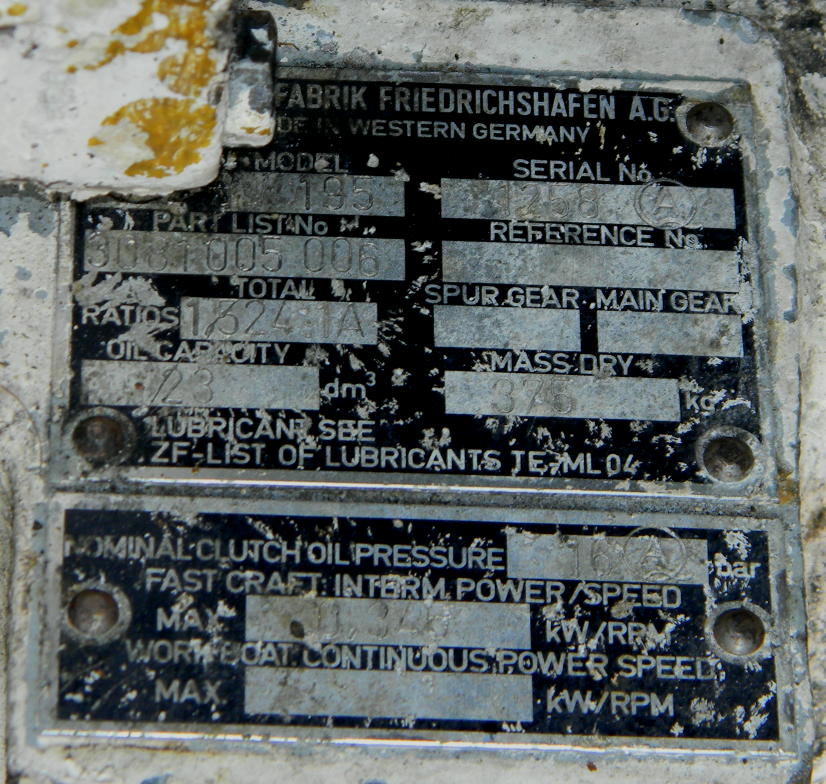 FABRIK FRIEDRICHSHAFEN A.G.
IN WESTERN GERMANY
MODEL SERIAL No.
195 1258 A
PART LIST No REFERENCE No.
3081 005 006
TOTAL SPUR GEAR MAIN GEAR
RATIOS 1,524:1A
OIL CAPACITY MASS DRY
23 dm³ 375 kg
LUBRICANT SEE
ZF-LIST OF LUBRICANTS TE-ML 04
NOMINAL CLUTCH OIL PRESSURE 16 A bar
FAST CRAFT INTERM POWER/SPEED
MAX kW/RPM
WORK BOAT CONTINUOUS POWER SPEED
MAX kW/RPM